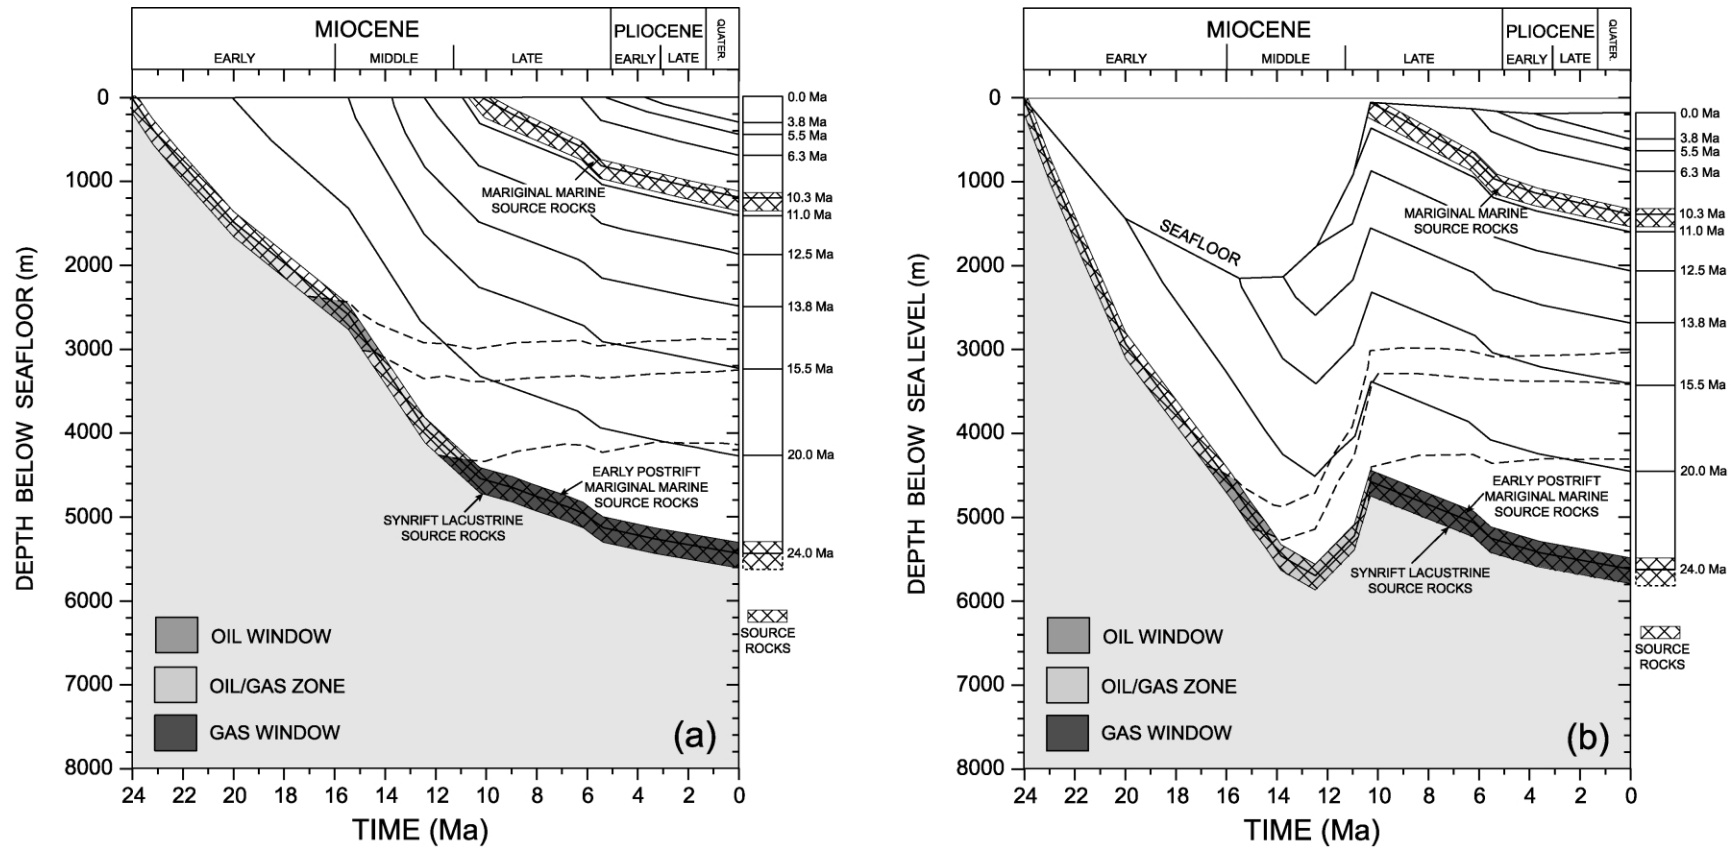 MIOCENE
PLIOCENE
QUATER.
EARLY
MIDDLE
LATE
EARLY
LATE
DEPTH BELOW SEAFLOOR (m)
0
1000
2000
3000
4000
5000
6000
7000
8000
MARIGINAL MARINE
SOURCE ROCKS
EARLY POSTRIFT
MARIGINAL MARINE
SOURCE ROCKS
SYNRIFT LACUSTRINE
SOURCE ROCKS
OIL WINDOW
OIL/GAS ZONE
GAS WINDOW
(a)
0.0 Ma
3.8 Ma
5.5 Ma
6.3 Ma
10.3 Ma
11.0 Ma
12.5 Ma
13.8 Ma
15.5 Ma
20.0 Ma
24.0 Ma
SOURCE
ROCKS
24 22 20 18 16 14 12 10 8 6 4 2 0
TIME (Ma)
MIOCENE
PLIOCENE
QUATER.
EARLY
MIDDLE
LATE
EARLY
LATE
DEPTH BELOW SEA LEVEL (m)
0
1000
2000
3000
4000
5000
6000
7000
8000
SEAFLOOR
MARIGINAL MARINE
SOURCE ROCKS
EARLY POSTRIFT
MARIGINAL MARINE
SOURCE ROCKS
SYNRIFT LACUSTRINE
SOURCE ROCKS
OIL WINDOW
OIL/GAS ZONE
GAS WINDOW
(b)
0.0 Ma
3.8 Ma
5.5 Ma
6.3 Ma
10.3 Ma
11.0 Ma
12.5 Ma
13.8 Ma
15.5 Ma
20.0 Ma
24.0 Ma
SOURCE
ROCKS
24 22 20 18 16 14 12 10 8 6 4 2 0
TIME (Ma)